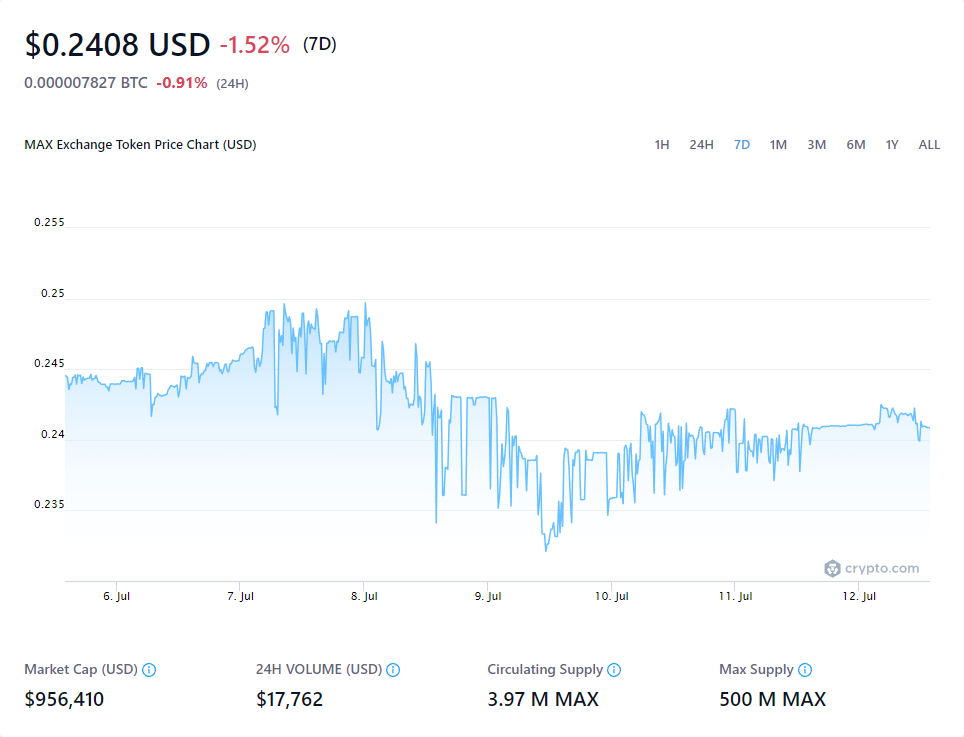 $0.2408 USD -1.52% (7D)
0.000007827 BTC -0.91% (24H)
MAX Exchange Token Price Chart (USD) 1H 24H 7D 1M 3M 6M 1Y ALL
0.255
0.25
0.245
0.24
0.235
crypto.com
6. Jul 7. Jul 8. Jul 9. Jul 10. Jul 11. Jul 12. Jul
Market Cap (USD) 24H VOLUME (USD) Circulating Supply Max Supply
$956,410 $17,762 3.97 M MAX 500 M MAX